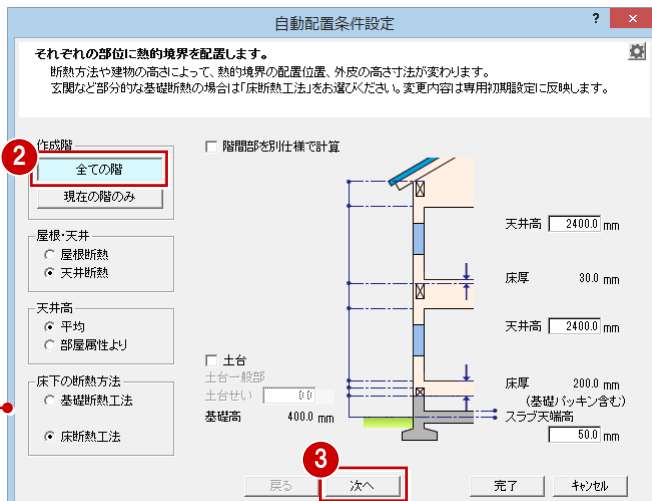 自動配置条件設定
? ×
それぞれの部位に熱的境界を配置します。
断熱方法や建物の高さによって、熱的境界の配置位置、外皮の高さ寸法が変わります。
玄関など部分的な基礎断熱の場合は「床断熱工法」をお選びください。変更内容は専用初期設定に反映します。
作成階
2
全ての階
現在の階のみ
屋根・天井
屋根断熱
天井断熱
天井高
平均
部屋属性より
床下の断熱方法
基礎断熱工法
床断熱工法
階間部を別仕様で計算
天井高 2400.0 mm
床厚 30.0 mm
天井高 2400.0 mm
土台
土台一般部
土台せい 0.0
基礎高 400.0 mm
床厚 200.0 mm
(基礎パッキン含む)
スラブ天端高
50.0 mm
3
戻る
次へ
完了
キャンセル